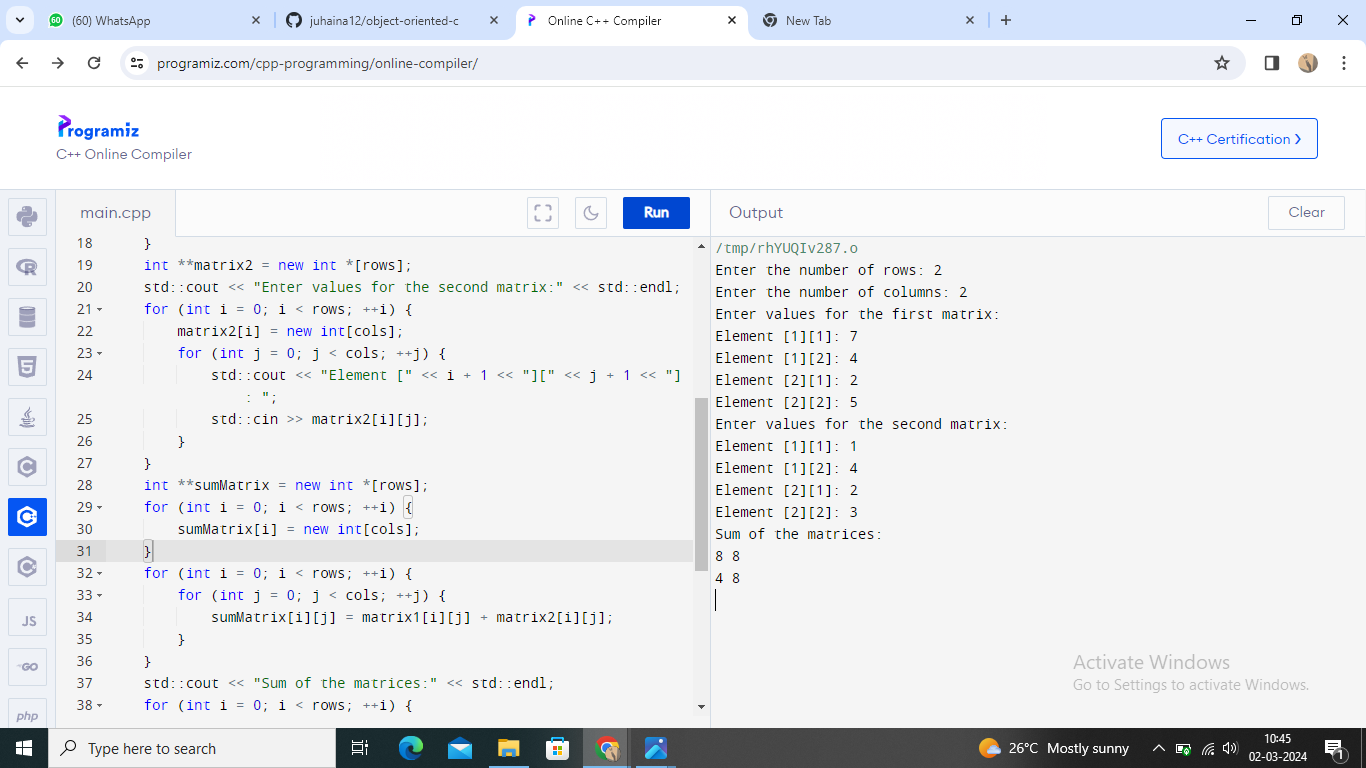 (60) WhatsApp
juhaina12/object-oriented-c
Online C++ Compiler
New Tab
programiz.com/cpp-programming/online-compiler/
Programiz
C++ Online Compiler
C++ Certification
main.cpp
Run
18 }
19 int **matrix2 = new int *[rows];
20 std::cout << "Enter values for the second matrix:" << std::endl;
21 for (int i = 0; i < rows; ++i) {
22 matrix2[i] = new int[cols];
23 for (int j = 0; j < cols; ++j) {
24 std::cout << "Element [" << i + 1 << "][" << j + 1 << "]
: ";
25 std::cin >> matrix2[i][j];
26 }
27 }
28 int **sumMatrix = new int *[rows];
29 for (int i = 0; i < rows; ++i) {
30 sumMatrix[i] = new int[cols];
31 }
32 for (int i = 0; i < rows; ++i) {
33 for (int j = 0; j < cols; ++j) {
34 sumMatrix[i][j] = matrix1[i][j] + matrix2[i][j];
35 }
36 }
37 std::cout << "Sum of the matrices:" << std::endl;
38 for (int i = 0; i < rows; ++i) {
Output
Clear
/tmp/rhYUQIv287.o
Enter the number of rows: 2
Enter the number of columns: 2
Enter values for the first matrix:
Element [1][1]: 7
Element [1][2]: 4
Element [2][1]: 2
Element [2][2]: 5
Enter values for the second matrix:
Element [1][1]: 1
Element [1][2]: 4
Element [2][1]: 2
Element [2][2]: 3
Sum of the matrices:
8 8
4 8
JS
GO
php
Activate Windows
Go to Settings to activate Windows.
Type here to search
26°C Mostly sunny
10:45
02-03-2024
1